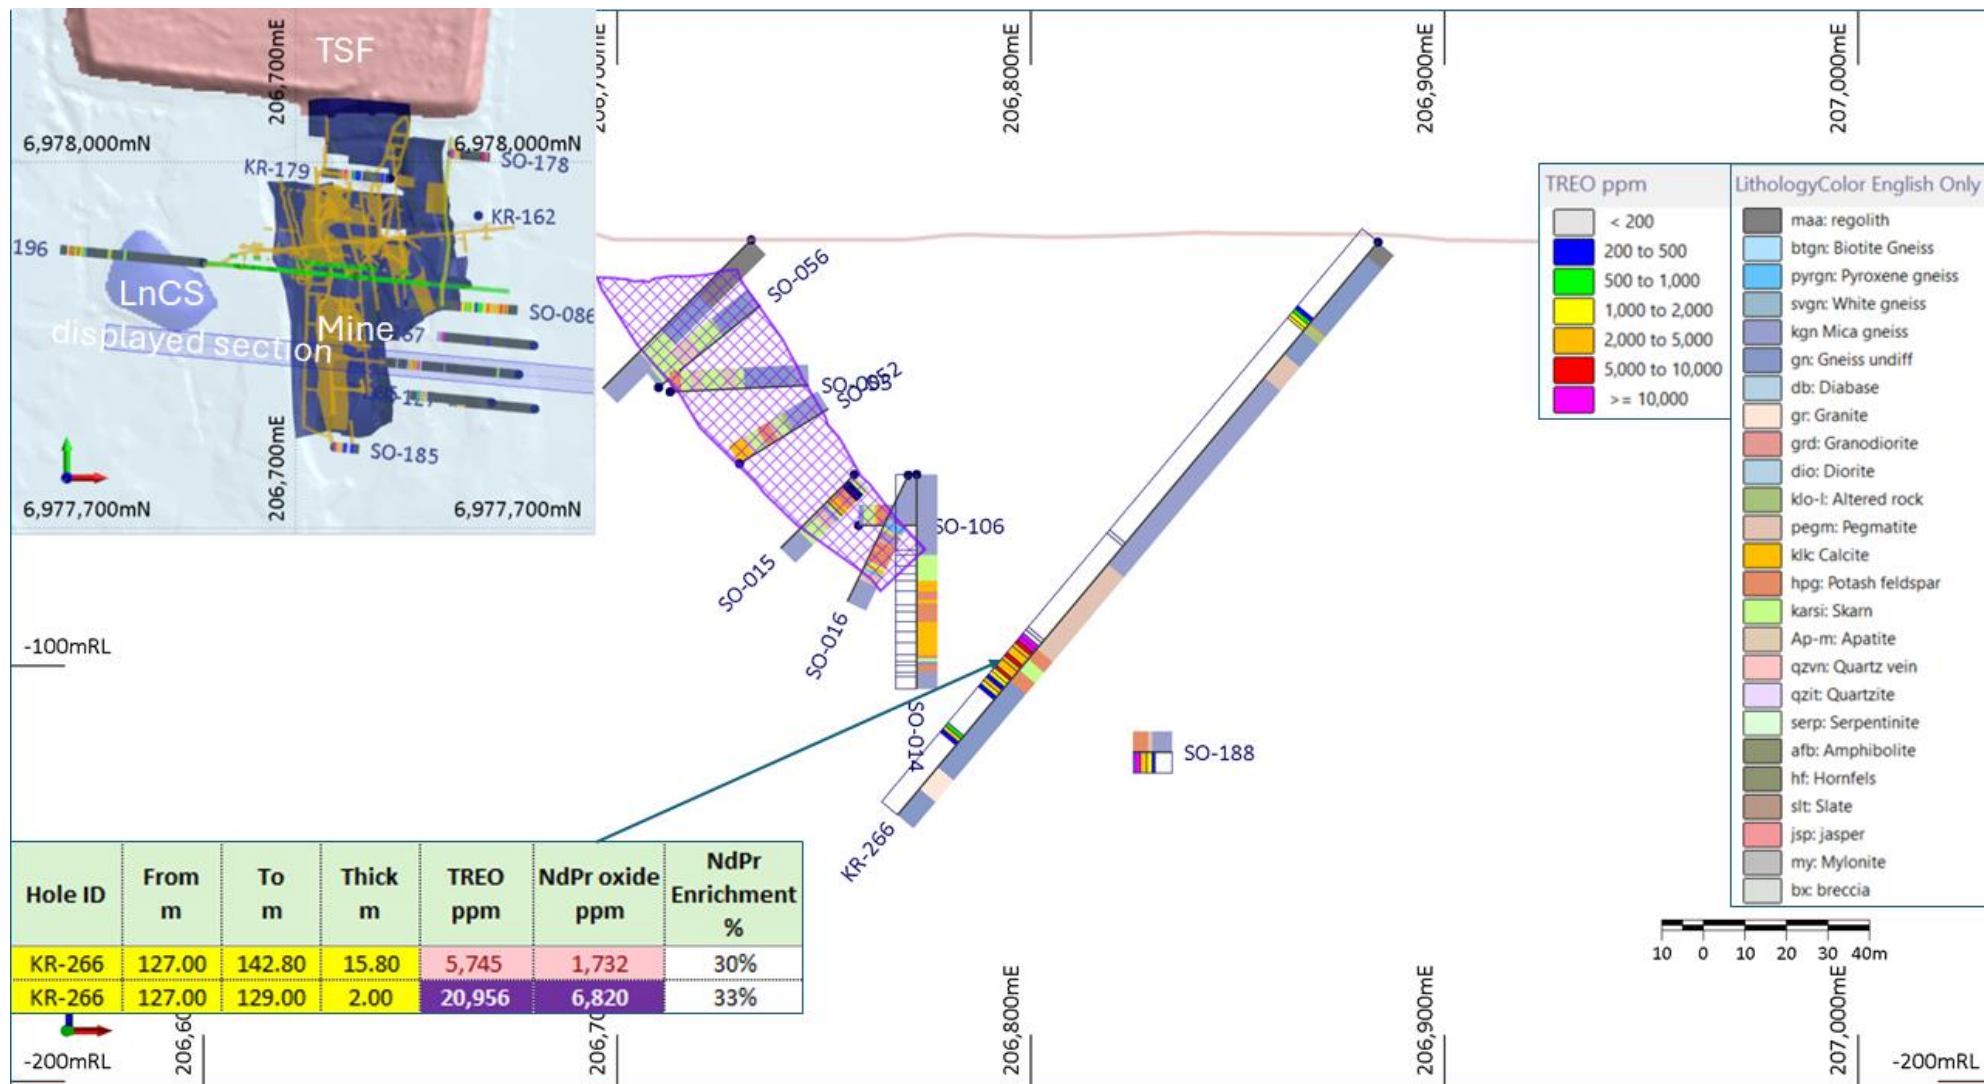 TSF
206,700mE
6,978,000mN
6,978,000mN
SO-178
KR-179
KR-162
196
LnCS
SO-086
Mine
displayed section
SO-185
206,700mE
6,977,700mN
6,977,700mN
206,800mE
206,900mE
207,000mE
SO-056
SO-053
SO-106
SO-015
SO-016
SO-014
SO-188
KR-266
-100mRL
TREO ppm
< 200
200 to 500
500 to 1,000
1,000 to 2,000
2,000 to 5,000
5,000 to 10,000
>= 10,000
LithologyColor English Only
maa: regolith
btgn: Biotite Gneiss
pyrgn: Pyroxene gneiss
svgn: White gneiss
kgn Mica gneiss
gn: Gneiss undiff
db: Diabase
gr: Granite
grd: Granodiorite
dio: Diorite
klo-l: Altered rock
pegm: Pegmatite
klk: Calcite
hpg: Potash feldspar
karsi: Skarn
Ap-m: Apatite
qzvn: Quartz vein
qzit: Quartzite
serp: Serpentinite
afb: Amphibolite
hf: Hornfels
slt: Slate
jsp: jasper
my: Mylonite
bx: breccia
10 0 10 20 30 40m
Hole ID From m To m Thick m TREO ppm NdPr oxide ppm NdPr Enrichment %
KR-266 127.00 142.80 15.80 5,745 1,732 30%
KR-266 127.00 129.00 2.00 20,956 6,820 33%
206,800mE
206,900mE
207,000mE
-200mRL
-200mRL